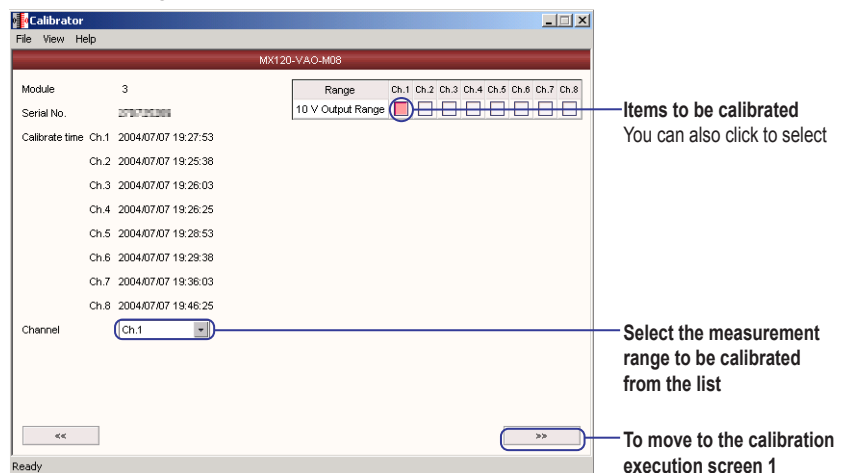 Calibrator
File View Help
MX120-VAO-M08
Module 3
Serial No.
Calibrate time Ch.1 2004/07/07 19:27:53
Ch.2 2004/07/07 19:25:38
Ch.3 2004/07/07 19:26:03
Ch.4 2004/07/07 19:26:25
Ch.5 2004/07/07 19:28:53
Ch.6 2004/07/07 19:29:38
Ch.7 2004/07/07 19:36:03
Ch.8 2004/07/07 19:46:25
Channel Ch.1
Range Ch.1 Ch.2 Ch.3 Ch.4 Ch.5 Ch.6 Ch.7 Ch.8
10 V Output Range
Items to be calibrated
You can also click to select
Select the measurement
range to be calibrated
from the list
<< >>
To move to the calibration
execution screen 1
Ready